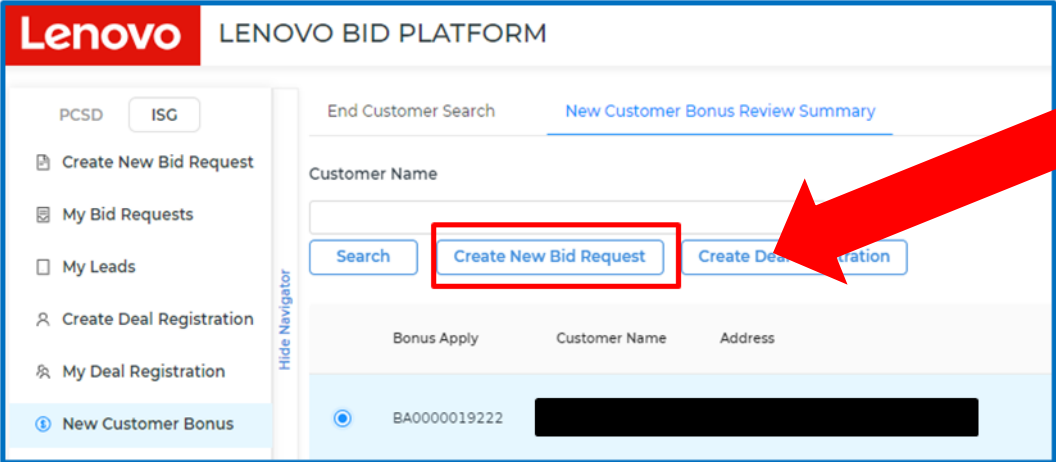 Lenovo
LENOVO BID PLATFORM
PCSD
ISG
Create New Bid Request
My Bid Requests
My Leads
Create Deal Registration
My Deal Registration
New Customer Bonus
Hide Navigator
End Customer Search
New Customer Bonus Review Summary
Customer Name
Search
Create New Bid Request
Create Deal
Bonus Apply
Customer Name
Address
BA0000019222